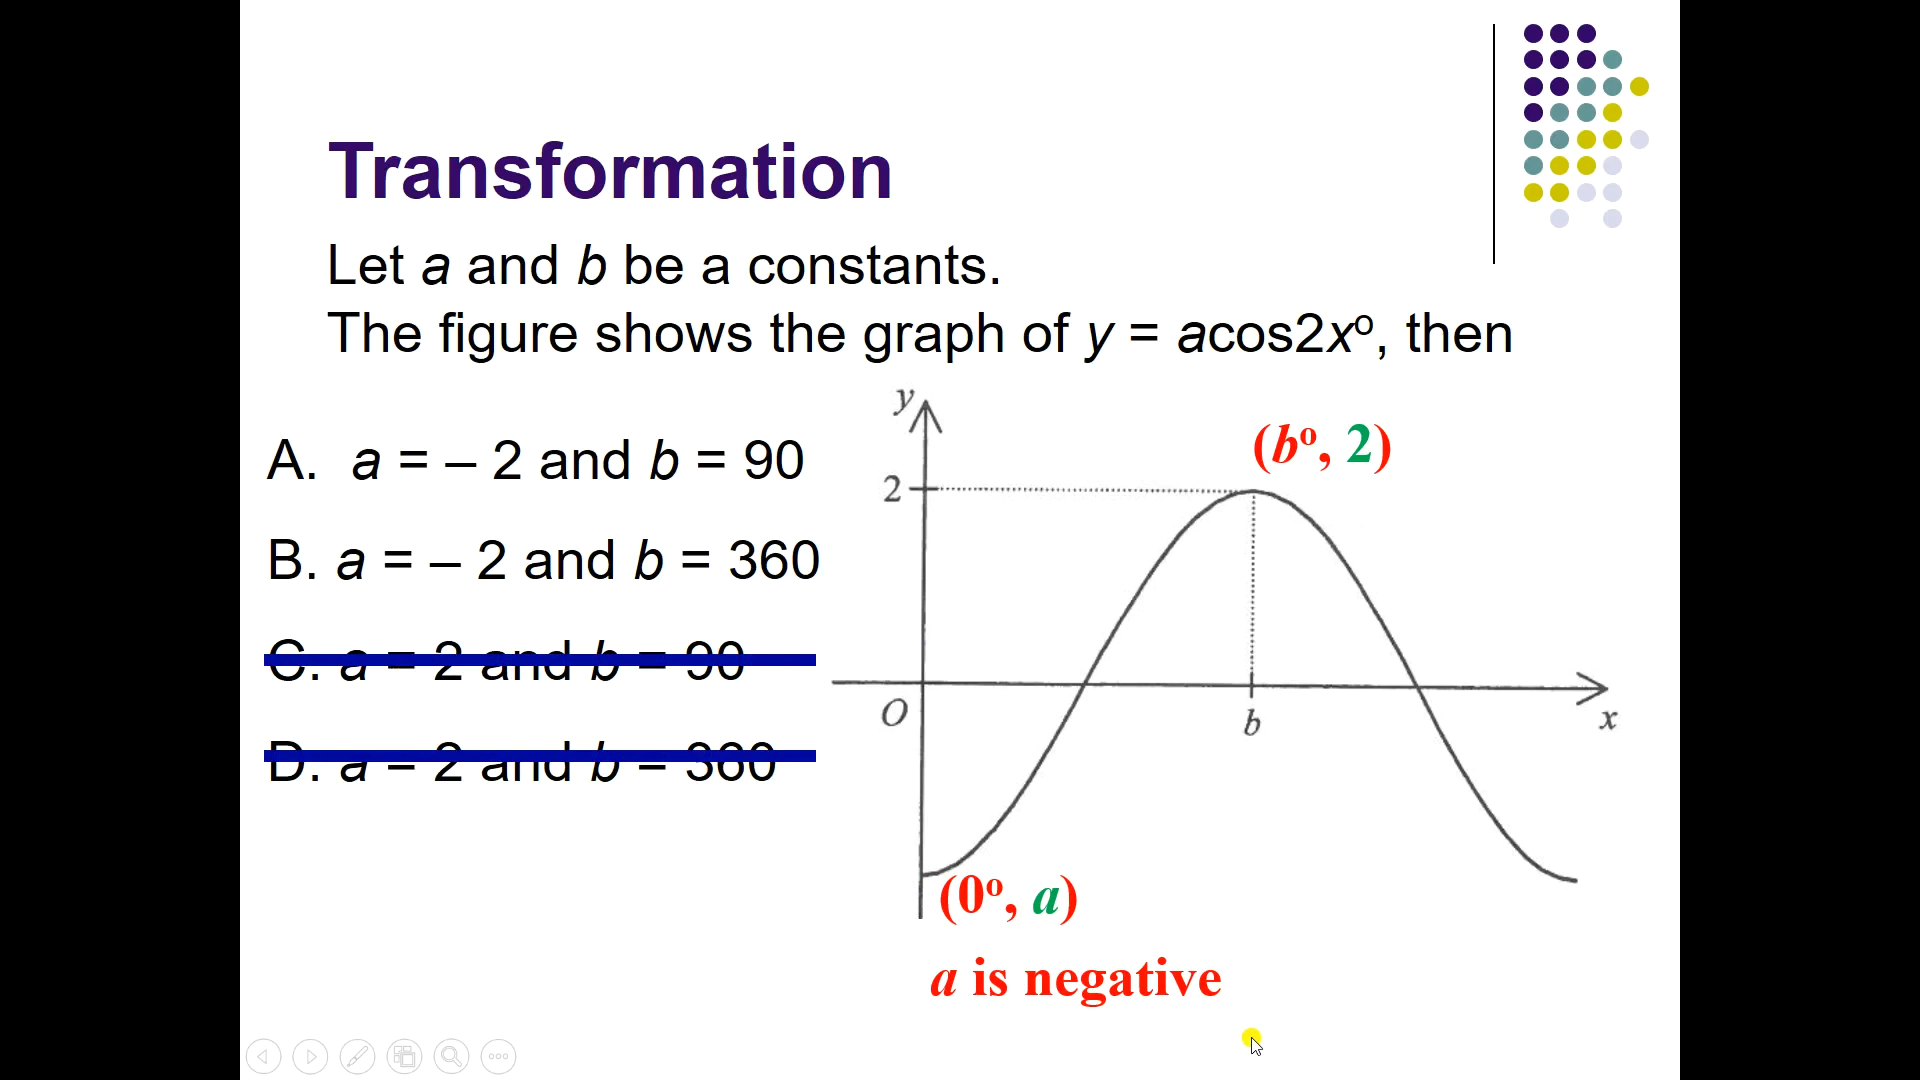 Transformation
Let a and b be a constants.
The figure shows the graph of y = acos2xº, then
A. a = – 2 and b = 90
B. a = – 2 and b = 360
C. a = 2 and b = 90
D. a = 2 and b = 360
y
(bº, 2)
2
O
b
x
(0º, a)
a is negative